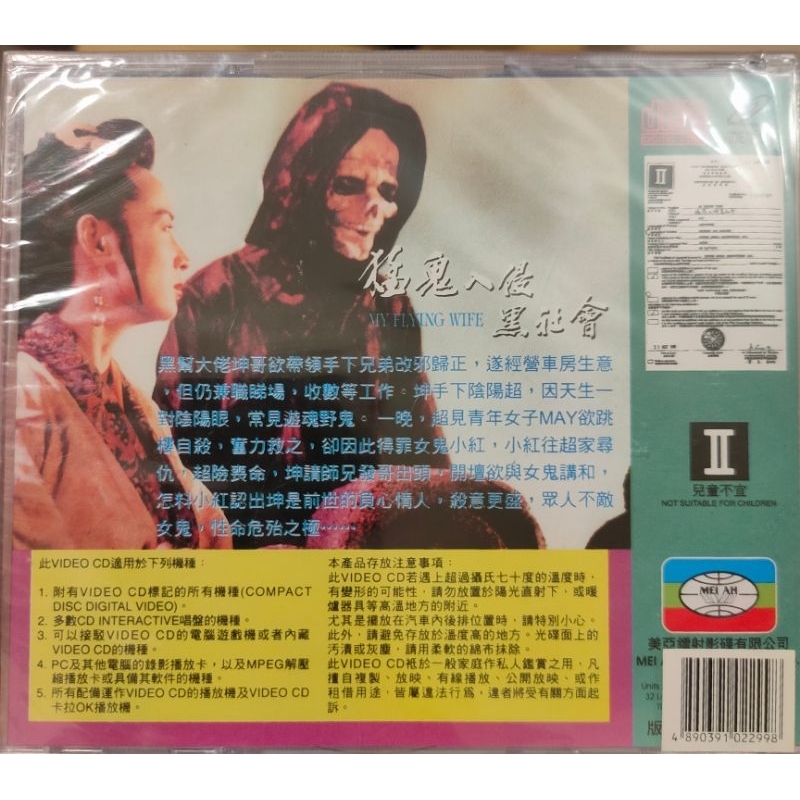 猛鬼入侵
黑社會
MY FLYING WIFE
黑幫大佬坤哥欲帶領手下兄弟改邪歸正，遂經營車房生意
，但仍兼職睇場，收數等工作。坤手下陰陽超，因天生一
對陰陽眼，常見遊魂野鬼。一晚，超見青年女子MAY欲跳
樓自殺，奮力救之，卻因此得罪女鬼小紅，小紅往超家尋
仇，超險喪命，坤請師兄發哥出頭，開壇欲與女鬼講和，
怎料小紅認出坤是前世的負心情人，殺意更盛，眾人不敵
女鬼，性命危殆之極……
此VIDEO CD適用於下列機種：
1. 附有VIDEO CD標記的所有機種(COMPACT
DISC DIGITAL VIDEO)。
2. 多數CD INTERACTIVE唱盤的機種。
3. 可以接駁VIDEO CD的電腦遊戲機或者內藏
VIDEO CD的機種。
4. PC及其他電腦的錄影播放卡，以及MPEG解壓
縮播放卡或具備其軟件的機種。
5. 所有配備運作VIDEO CD的播放機及VIDEO CD
卡拉OK播放機。
本產品存放注意事項：
此VIDEO CD若遇上超過攝氏七十度的溫度時，
有變形的可能性，請勿放置於陽光直射下，或暖
爐器具等高溫地方的附近。
尤其是擺放在汽車內後排位置時，請特別小心。
此外，請避免存放於溫度高的地方。光碟面上的
污漬或灰塵，請用柔軟的綿布抹除。
此VIDEO CD祗於一般家庭作私人鑑賞之用、凡
擅自複製、放映、有線播放、公開放映、或作
租借用途，皆屬違法行為，違者將受有關方面起
訴。
II
II
兒童不宜
NOT SUITABLE FOR CHILDREN
MEI AH
美亞鐳射影碟有限公司
MEI
Units
32 L
版
4 890391 022998